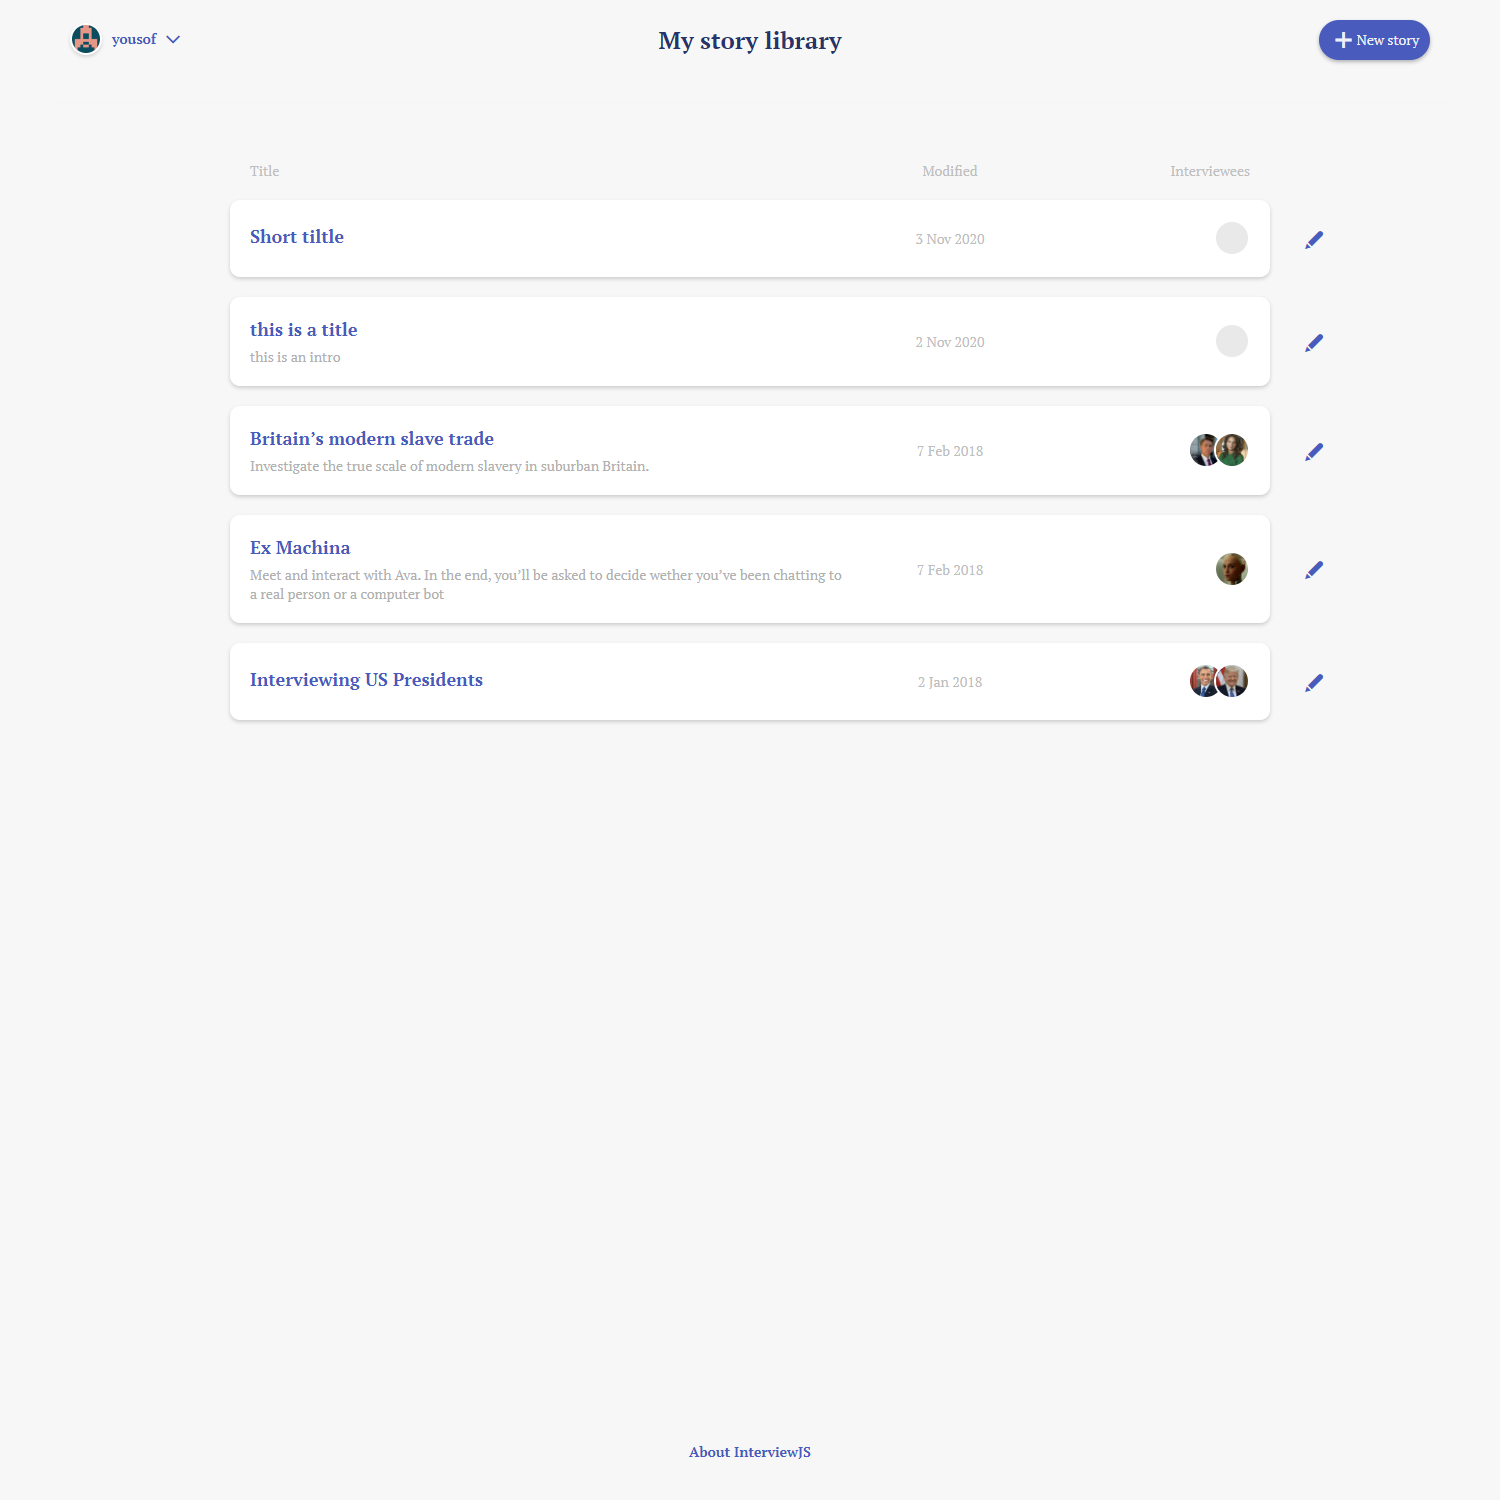 yousof
My story library
New story
Title Modified Interviewees
Short tiltle
3 Nov 2020
this is a title
this is an intro
2 Nov 2020
Britain’s modern slave trade
Investigate the true scale of modern slavery in suburban Britain.
7 Feb 2018
Ex Machina
Meet and interact with Ava. In the end, you’ll be asked to decide wether you’ve been chatting to
a real person or a computer bot
7 Feb 2018
Interviewing US Presidents
2 Jan 2018
About InterviewJS